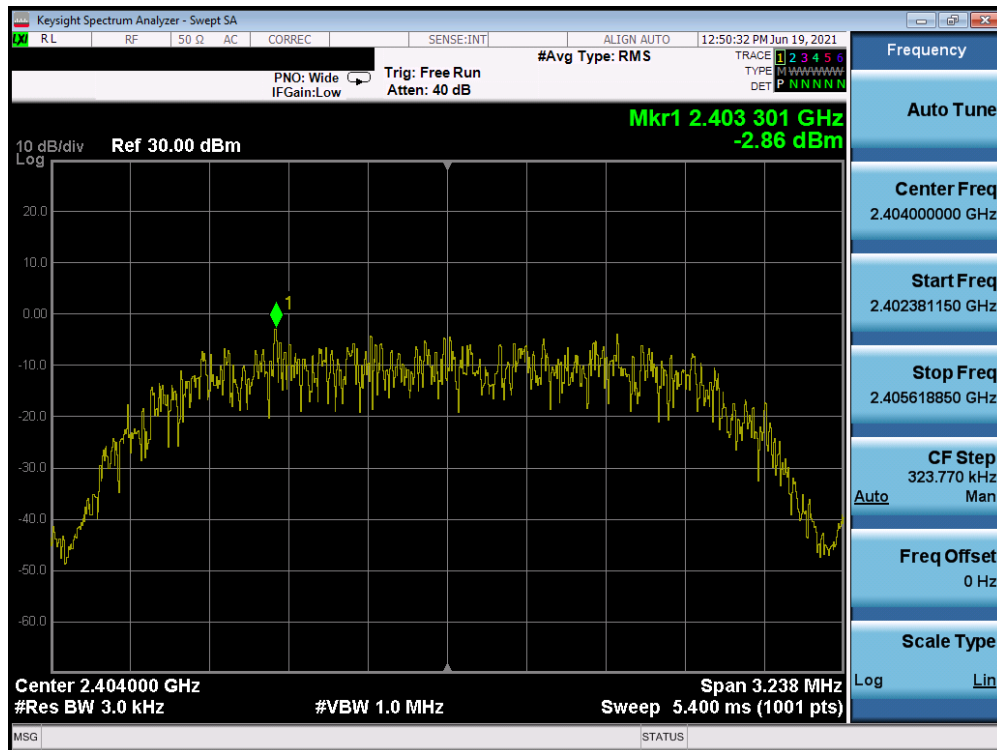 Keysight Spectrum Analyzer - Swept SA
LXI RL RF 50 Ω AC CORREC SENSE:INT ALIGN AUTO 12:50:32 PM Jun 19, 2021
#Avg Type: RMS
TRACE 1 2 3 4 5 6
PNO: Wide Trig: Free Run
TYPE M W W W W W
IFGain:Low Atten: 40 dB
DET P N N N N N
Mkr1 2.403 301 GHz
-2.86 dBm
10 dB/div Ref 30.00 dBm
Log
20.0
10.0
1
0.00
-10.0
-20.0
-30.0
-40.0
-50.0
-60.0
Center 2.404000 GHz Span 3.238 MHz
#Res BW 3.0 kHz #VBW 1.0 MHz Sweep 5.400 ms (1001 pts)
MSG STATUS
Frequency
Auto Tune
Center Freq
2.404000000 GHz
Start Freq
2.402381150 GHz
Stop Freq
2.405618850 GHz
CF Step
323.770 kHz
Auto Man
Freq Offset
0 Hz
Scale Type
Log Lin